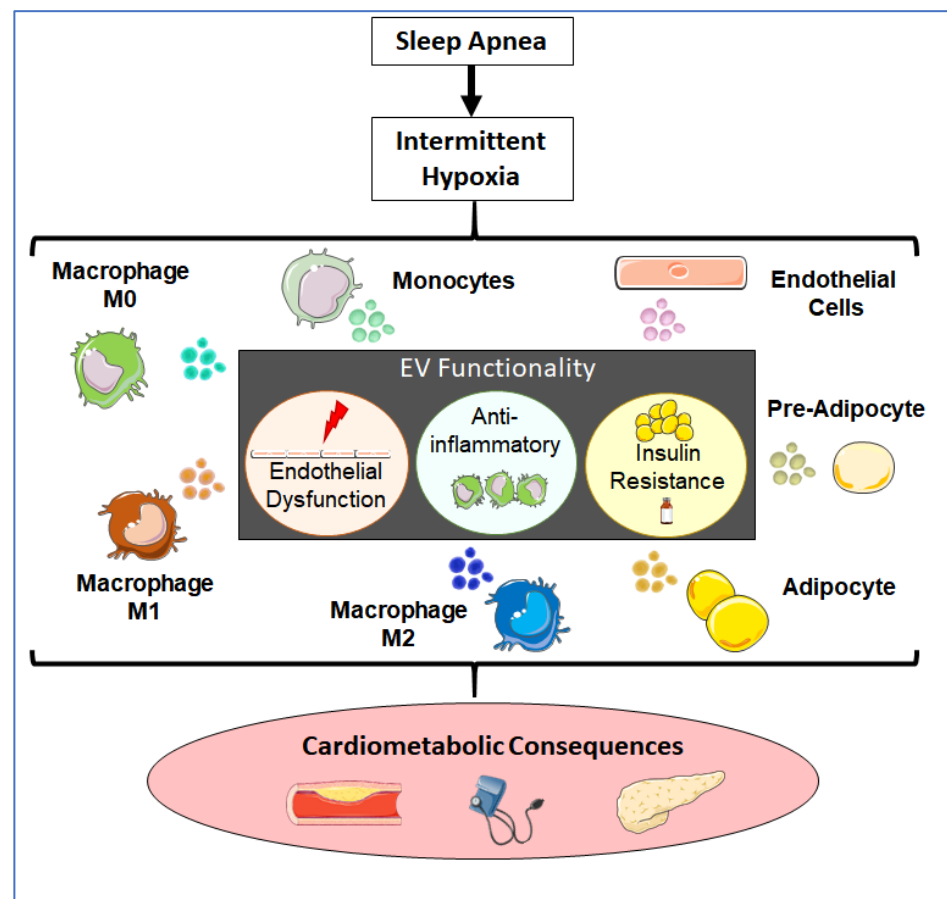 Sleep Apnea
Intermittent
Hypoxia
Macrophage
M0
Monocytes
Endothelial
Cells
EV Functionality
Endothelial
Dysfunction
Anti-
inflammatory
Insulin
Resistance
Pre-Adipocyte
Macrophage
M1
Macrophage
M2
Adipocyte
Cardiometabolic Consequences